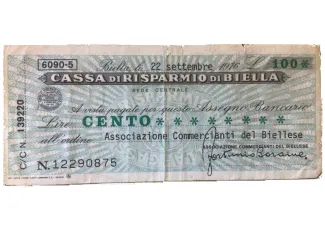 6090-5
Biella, li 22 settembre 1976 L. 100*
CASSA DI RISPARMIO DI BIELLA
SEDE CENTRALE
A vista pagate per questo Assegno Bancario
Lire CENTO* * * * * * * *
all'ordine Associazione Commercianti del Biellese
ASSOCIAZIONE COMMERCIANTI DEL BIELLESE
N.12290875
C/C N. 139220